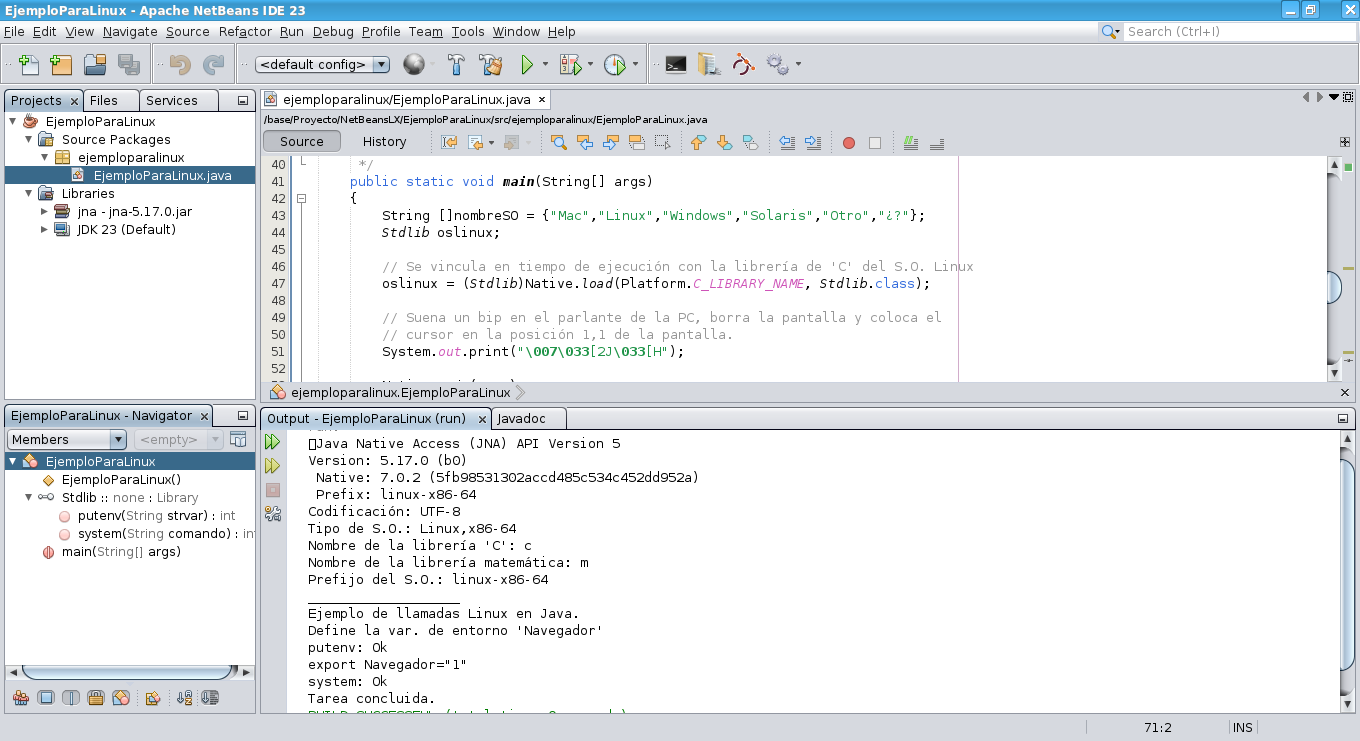 EjemploParaLinux - Apache NetBeans IDE 23
File Edit View Navigate Source Refactor Run Debug Profile Team Tools Window Help
Search (Ctrl+I)
<default config>
Projects Files Services
EjemploParaLinux
Source Packages
ejemploparalinux
EjemploParaLinux.java
Libraries
jna - jna-5.17.0.jar
JDK 23 (Default)
ejemploparalinux/EjemploParaLinux.java
/base/Proyecto/NetBeansLX/EjemploParaLinux/src/ejemploparalinux/EjemploParaLinux.java
Source History
40 */
41 public static void main(String[] args)
42 {
43 String []nombreSO = {"Mac","Linux","Windows","Solaris","Otro","¿?"};
44 Stdlib oslinux;
45
46 // Se vincula en tiempo de ejecución con la librería de 'C' del S.O. Linux
47 oslinux = (Stdlib)Native.load(Platform.C_LIBRARY_NAME, Stdlib.class);
48
49 // Suena un bip en el parlante de la PC, borra la pantalla y coloca el
50 // cursor en la posición 1,1 de la pantalla.
51 System.out.print("\007\033[2J\033[H");
52
ejemploparalinux.EjemploParaLinux
EjemploParaLinux - Navigator
Members <empty>
EjemploParaLinux
EjemploParaLinux()
Stdlib :: none : Library
putenv(String strvar) : int
system(String comando) : int
main(String[] args)
Output - EjemploParaLinux (run) Javadoc
Java Native Access (JNA) API Version 5
Version: 5.17.0 (b0)
Native: 7.0.2 (5fb98531302accd485c534c452dd952a)
Prefix: linux-x86-64
Codificación: UTF-8
Tipo de S.O.: Linux,x86-64
Nombre de la librería 'C': c
Nombre de la librería matemática: m
Prefijo del S.O.: linux-x86-64
___________________
Ejemplo de llamadas Linux en Java.
Define la var. de entorno 'Navegador'
putenv: Ok
export Navegador="1"
system: Ok
Tarea concluida.
71:2 INS